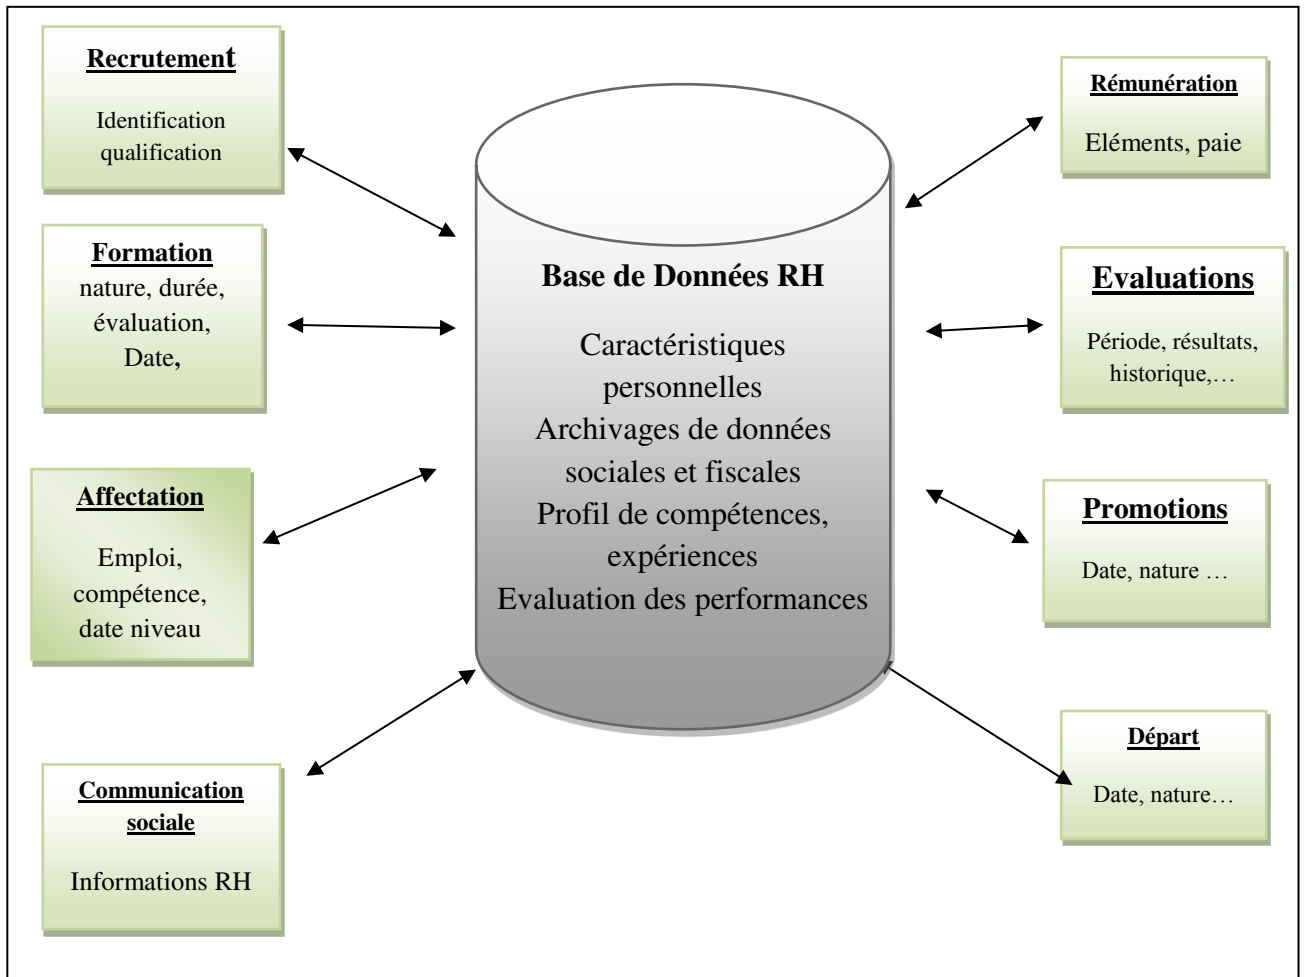 Recrutement
Identification
qualification
Formation
nature, durée,
évaluation,
Date,
Affectation
Emploi,
compétence,
date niveau
Communication
sociale
Informations RH
Base de Données RH
Caractéristiques
personnelles
Archivages de données
sociales et fiscales
Profil de compétences,
expériences
Evaluation des performances
Rémunération
Eléments, paie
Evaluations
Période, résultats,
historique,…
Promotions
Date, nature …
Départ
Date, nature…